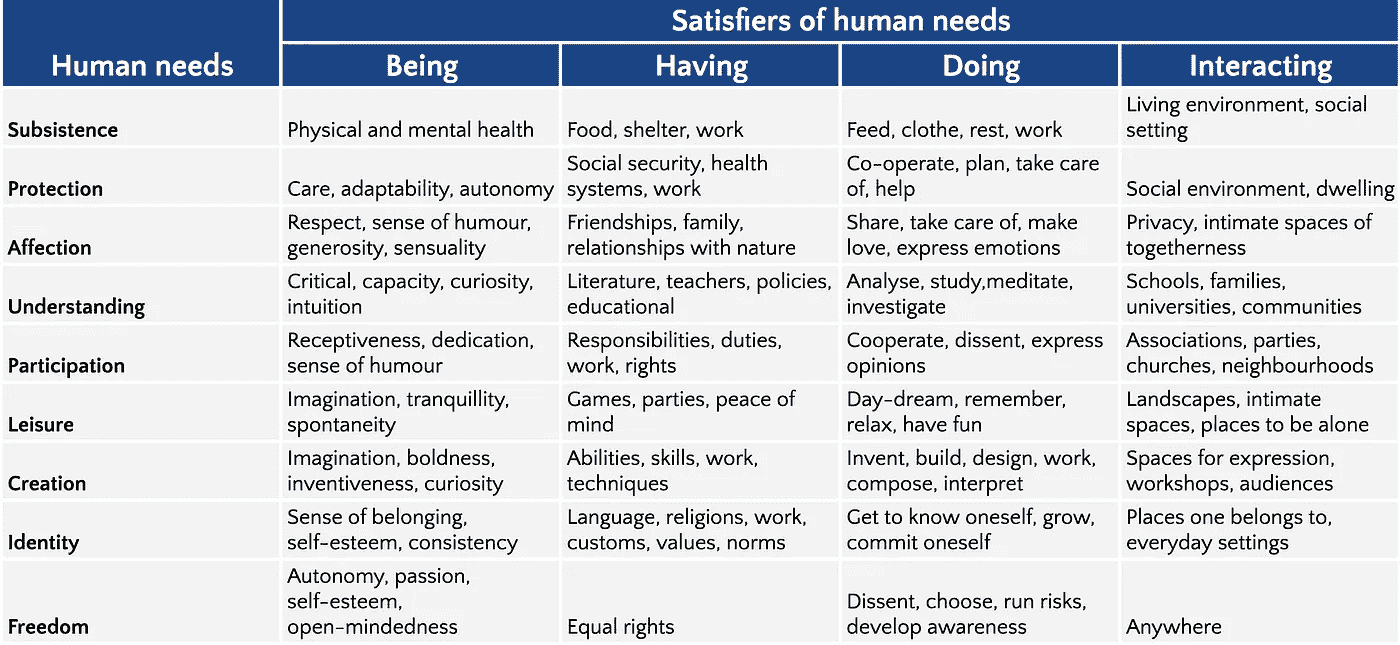 Satisfiers of human needs
Human needs Being Having Doing Interacting
Subsistence Physical and mental health Food, shelter, work Feed, clothe, rest, work Living environment, social
setting
Protection Care, adaptability, autonomy Social security, health
systems, work Co-operate, plan, take care
of, help Social environment, dwelling
Affection Respect, sense of humour,
generosity, sensuality Friendships, family,
relationships with nature Share, take care of, make
love, express emotions Privacy, intimate spaces of
togetherness
Understanding Critical, capacity, curiosity,
intuition Literature, teachers, policies,
educational Analyse, study,meditate,
investigate Schools, families,
universities, communities
Participation Receptiveness, dedication,
sense of humour Responsibilities, duties,
work, rights Cooperate, dissent, express
opinions Associations, parties,
churches, neighbourhoods
Leisure Imagination, tranquillity,
spontaneity Games, parties, peace of
mind Day-dream, remember,
relax, have fun Landscapes, intimate
spaces, places to be alone
Creation Imagination, boldness,
inventiveness, curiosity Abilities, skills, work,
techniques Invent, build, design, work,
compose, interpret Spaces for expression,
workshops, audiences
Identity Sense of belonging,
self-esteem, consistency Language, religions, work,
customs, values, norms Get to know oneself, grow,
commit oneself Places one belongs to,
everyday settings
Freedom Autonomy, passion,
self-esteem,
open-mindedness Equal rights Dissent, choose, run risks,
develop awareness Anywhere